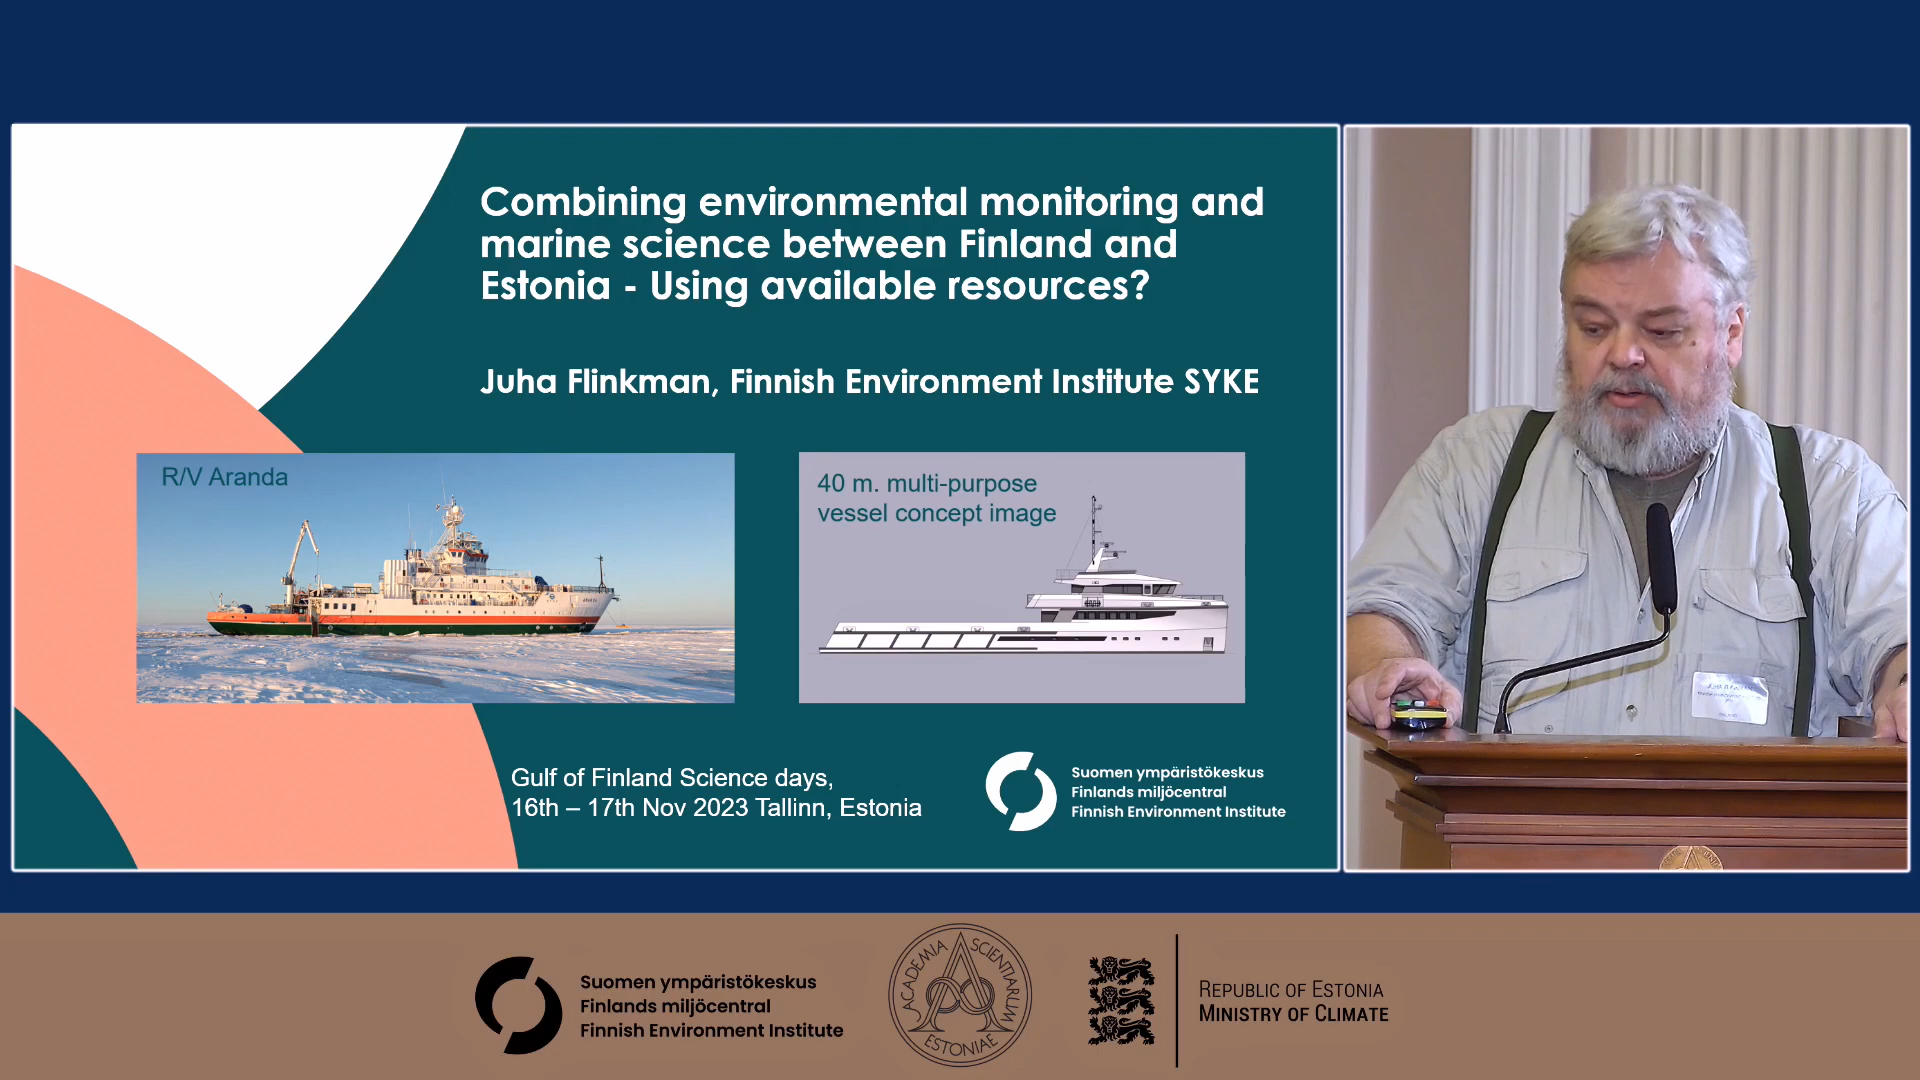 Combining environmental monitoring and
marine science between Finland and
Estonia - Using available resources?
Juha Flinkman, Finnish Environment Institute SYKE
R/V Aranda
40 m. multi-purpose
vessel concept image
Gulf of Finland Science days,
16th – 17th Nov 2023 Tallinn, Estonia
Suomen ympäristökeskus
Finlands miljöcentral
Finnish Environment Institute
Suomen ympäristökeskus
Finlands miljöcentral
Finnish Environment Institute
ACADEMIA SCIENTIARUM
ESTONIAE
REPUBLIC OF ESTONIA
MINISTRY OF CLIMATE